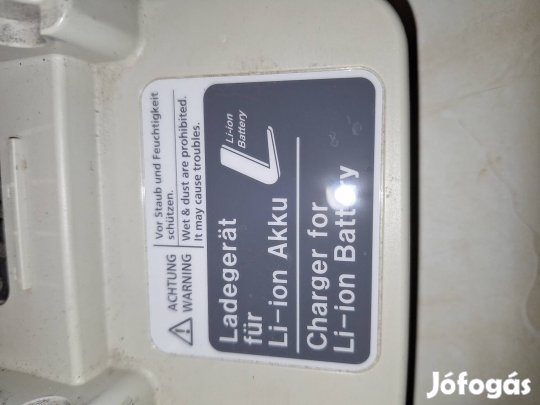 ACHTUNG
WARNING
Vor Staub und Feuchtigkeit
schützen.
Wet & dust are prohibited.
It may cause troubles.
Ladegerät
für
Li-ion Akku
Li-ion
Battery
Charger for
Li-ion Battery
Jófogás